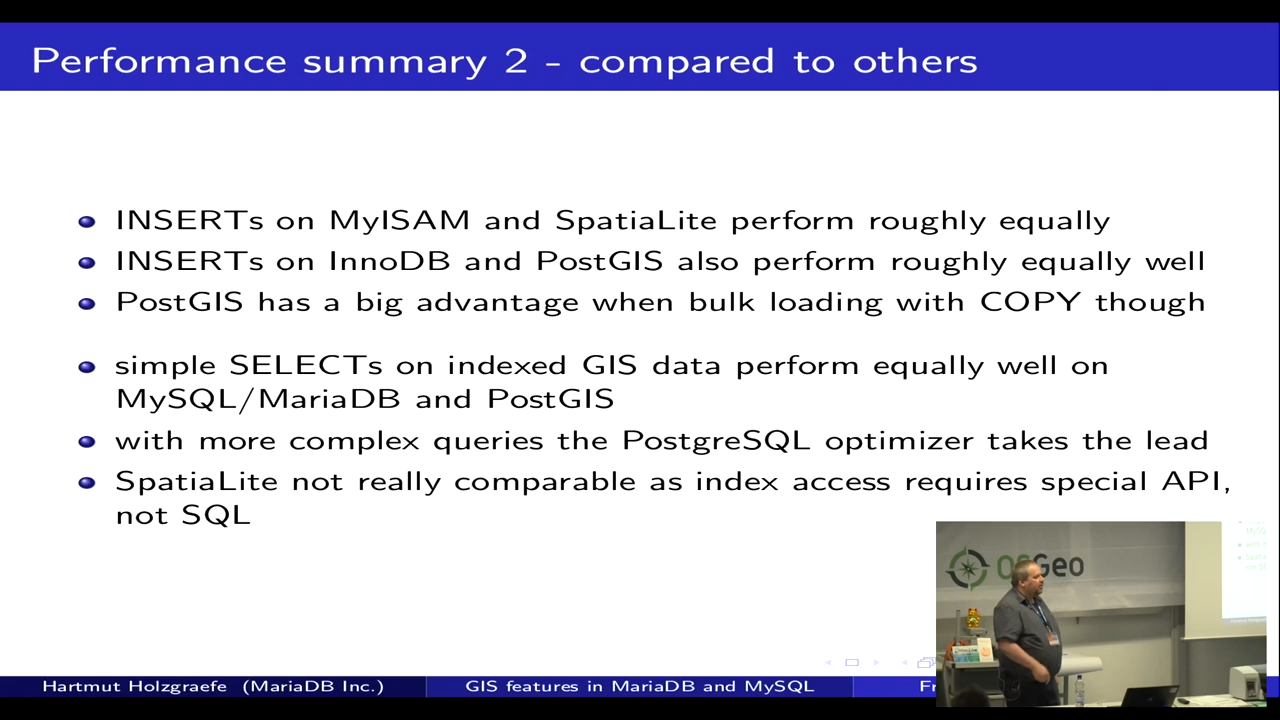 Performance summary 2 - compared to others
INSERTs on MyISAM and SpatiaLite perform roughly equally
INSERTs on InnoDB and PostGIS also perform roughly equally well
PostGIS has a big advantage when bulk loading with COPY though
simple SELECTs on indexed GIS data perform equally well on
MySQL/MariaDB and PostGIS
with more complex queries the PostgreSQL optimizer takes the lead
SpatiaLite not really comparable as index access requires special API,
not SQL
OSGeo
Hartmut Holzgraefe (MariaDB Inc.)
GIS features in MariaDB and MySQL